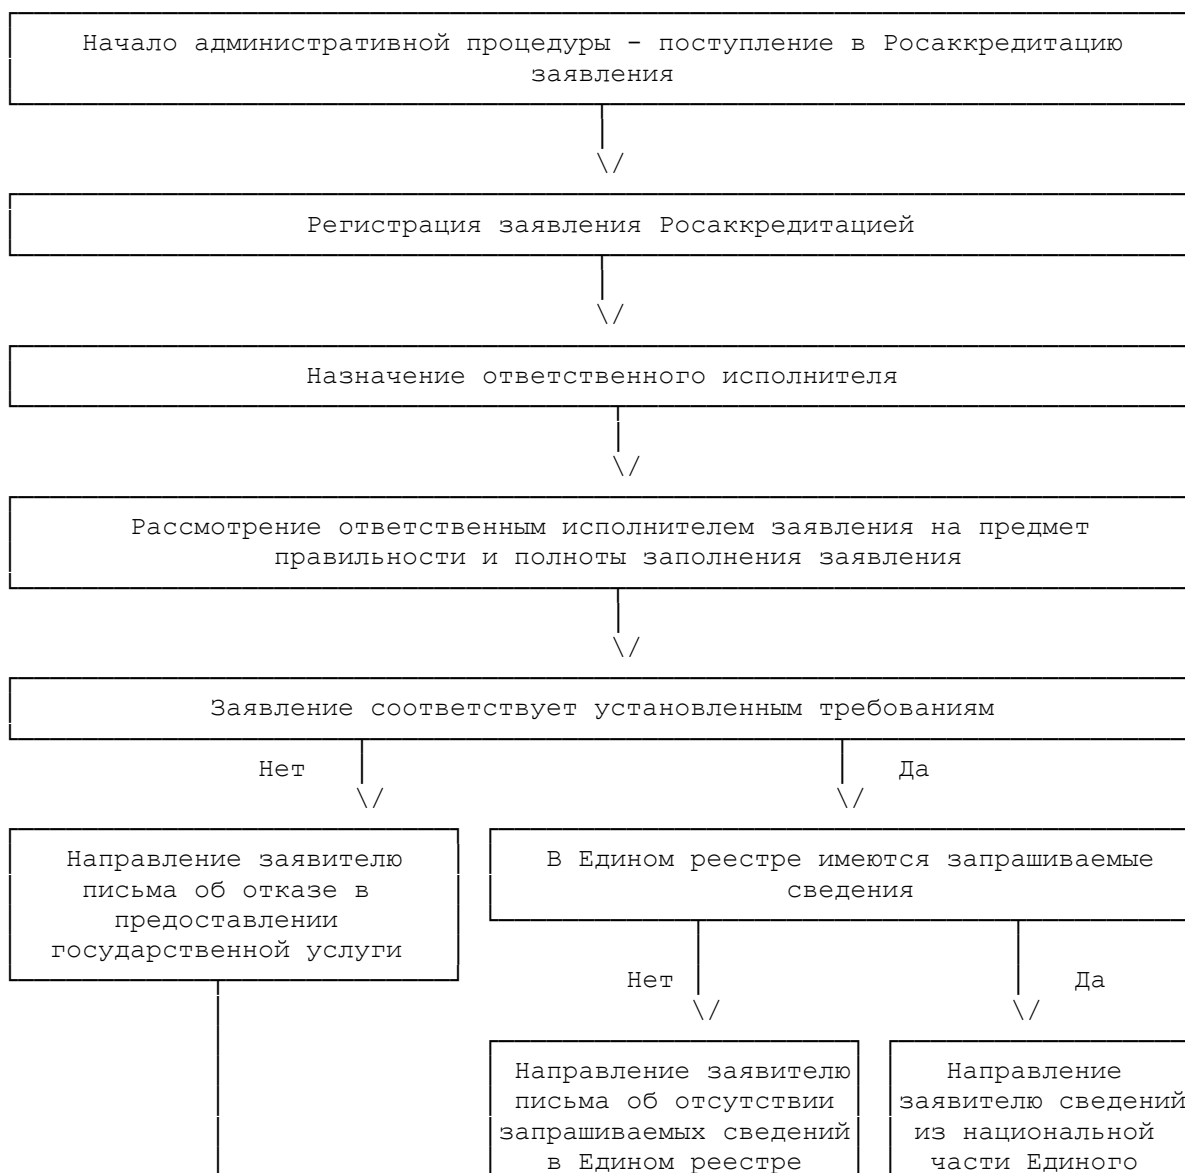 Начало административной процедуры - поступление в Росаккредитацию
заявления
Регистрация заявления Росаккредитацией
Назначение ответственного исполнителя
Рассмотрение ответственным исполнителем заявления на предмет
правильности и полноты заполнения заявления
Заявление соответствует установленным требованиям
Нет
Да
Направление заявителю
письма об отказе в
предоставлении
государственной услуги
В Едином реестре имеются запрашиваемые
сведения
Нет
Да
Направление заявителю
письма об отсутствии
запрашиваемых сведений
в Едином реестре
Направление
заявителю сведений
из национальной
части Единого